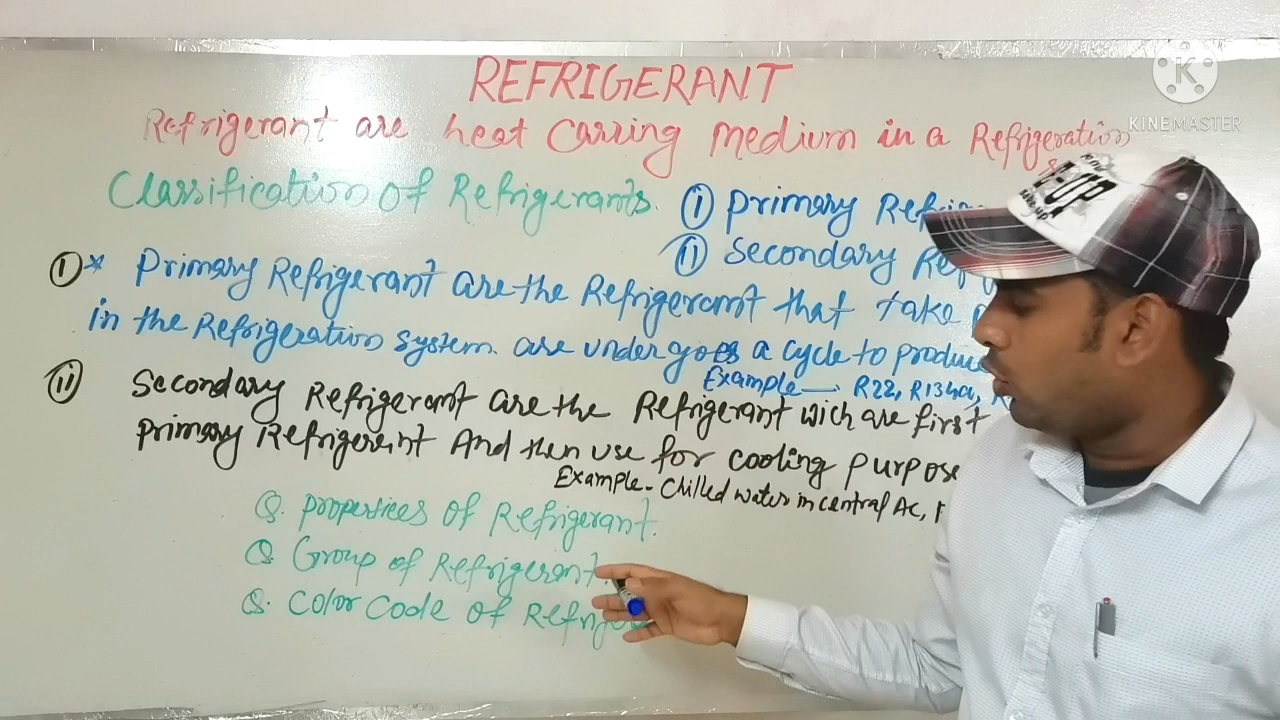 REFRIGERANT
KINEMASTER
Refrigerant are heat Carring Medium in a Refrigeration
Classification of Refrigerants. (i) Primary
(ii) Secondary
(i) * Primary Refrigerant are the Refrigerant that take
in the Refrigeration system. are undergoes a cycle to produce
Example — R22, R134a,
(ii) Secondary Refrigerant are the Refrigerant wich are first
Primary Refrigerant And then use for cooling purpose
Example - Chilled water in central AC,
Q. Properties of Refrigerant.
Q. Group of Refrigerant.
Q. Color Code of